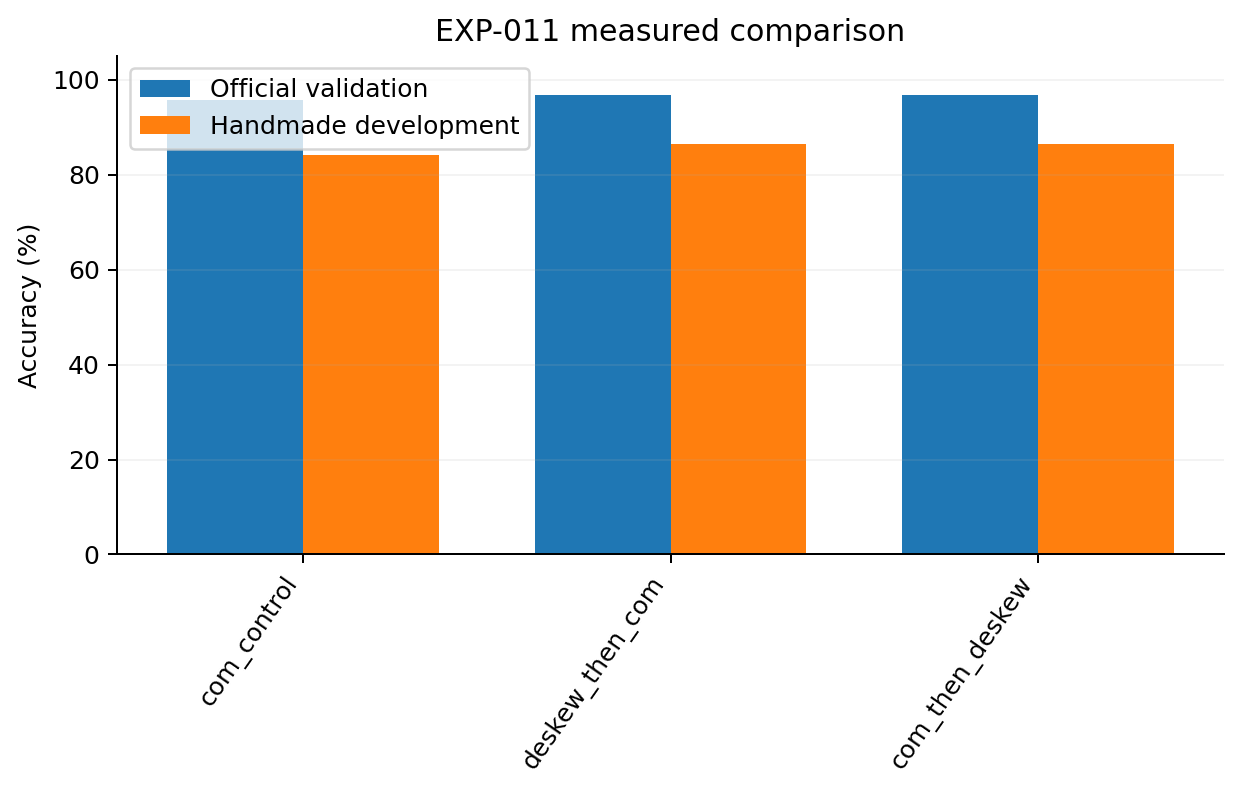 EXP-011 measured comparison
Official validation
Handmade development
Accuracy (%)
100
80
60
40
20
0
com_control
deskew_then_com
com_then_deskew